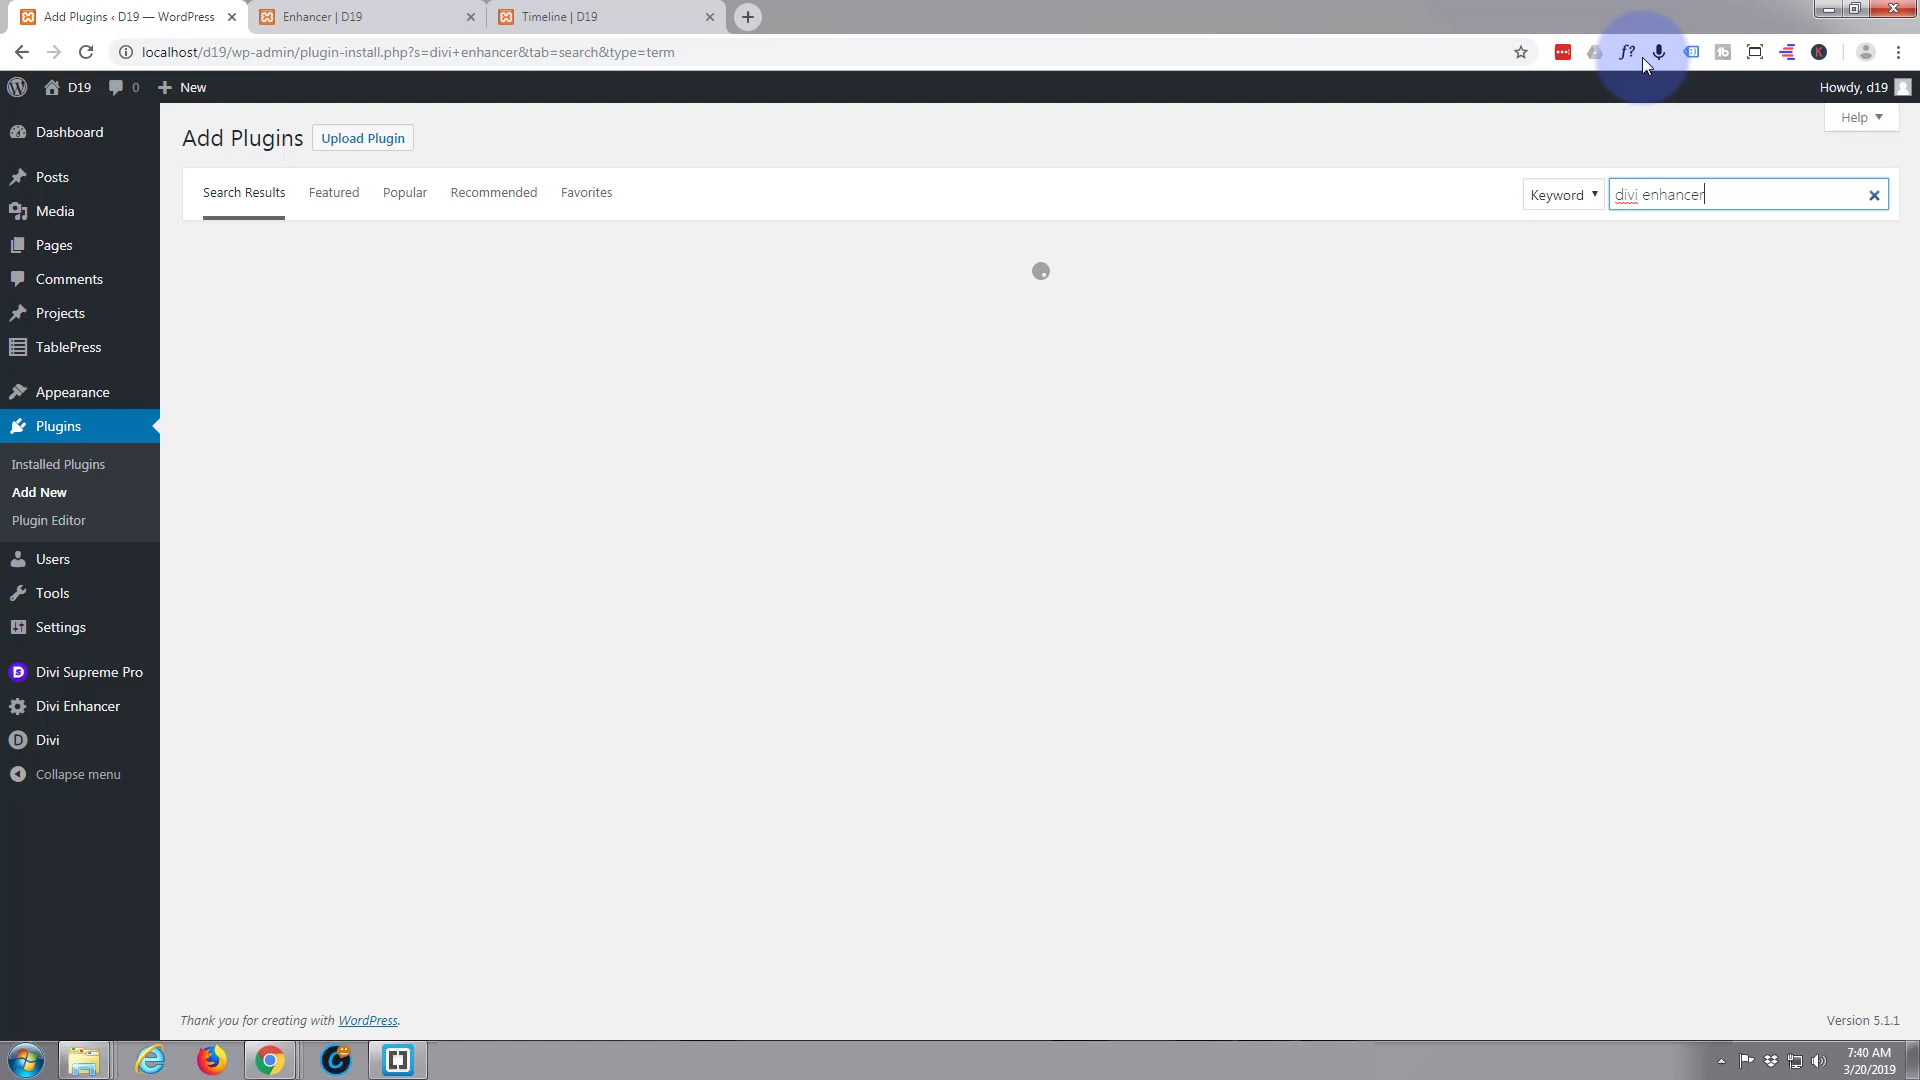 Add Plugins ‹ D19 — WordPress
Enhancer | D19
Timeline | D19
localhost/d19/wp-admin/plugin-install.php?s=divi+enhancer&tab=search&type=term
f?
tb
K
D19
0
New
Howdy, d19
Help
Dashboard
Posts
Media
Pages
Comments
Projects
TablePress
Appearance
Plugins
Installed Plugins
Add New
Plugin Editor
Users
Tools
Settings
Divi Supreme Pro
Divi Enhancer
Divi
Collapse menu
Add Plugins
Upload Plugin
Search Results
Featured
Popular
Recommended
Favorites
Keyword
divi enhancer
Thank you for creating with WordPress.
Version 5.1.1
7:40 AM
3/20/2019